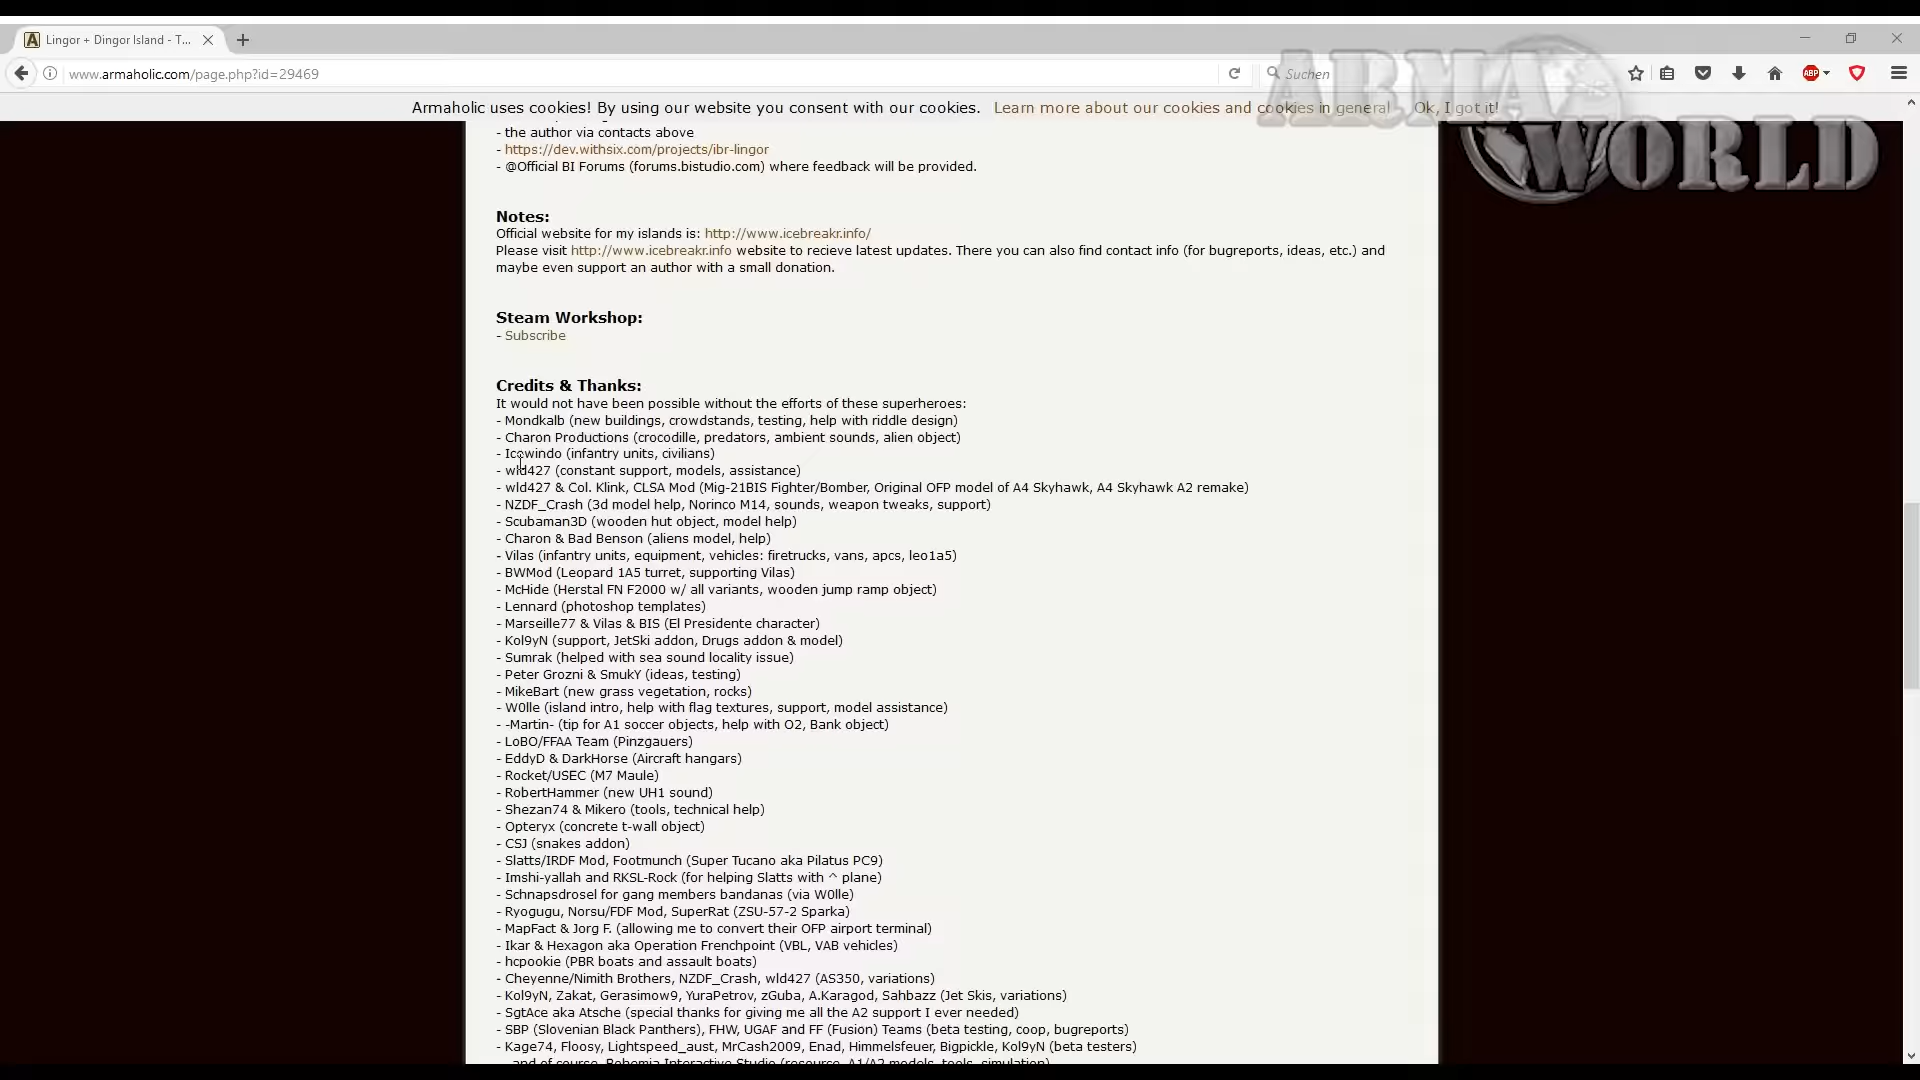 Lingor + Dingor Island - T...
www.armaholic.com/page.php?id=29469
Suchen
ABP
ARMA
WORLD
Armaholic uses cookies! By using our website you consent with our cookies. Learn more about our cookies and cookies in general Ok, I got it!
- the author via contacts above
- https://dev.withsix.com/projects/ibr-lingor
- @Official BI Forums (forums.bistudio.com) where feedback will be provided.
Notes:
Official website for my islands is: http://www.icebreakr.info/
Please visit http://www.icebreakr.info website to recieve latest updates. There you can also find contact info (for bugreports, ideas, etc.) and
maybe even support an author with a small donation.
Steam Workshop:
- Subscribe
Credits & Thanks:
It would not have been possible without the efforts of these superheroes:
- Mondkalb (new buildings, crowdstands, testing, help with riddle design)
- Charon Productions (crocodille, predators, ambient sounds, alien object)
- Icewindo (infantry units, civilians)
- wld427 (constant support, models, assistance)
- wld427 & Col. Klink, CLSA Mod (Mig-21BIS Fighter/Bomber, Original OFP model of A4 Skyhawk, A4 Skyhawk A2 remake)
- NZDF_Crash (3d model help, Norinco M14, sounds, weapon tweaks, support)
- Scubaman3D (wooden hut object, model help)
- Charon & Bad Benson (aliens model, help)
- Vilas (infantry units, equipment, vehicles: firetrucks, vans, apcs, leo1a5)
- BWMod (Leopard 1A5 turret, supporting Vilas)
- McHide (Herstal FN F2000 w/ all variants, wooden jump ramp object)
- Lennard (photoshop templates)
- Marseille77 & Vilas & BIS (El Presidente character)
- Kol9yN (support, JetSki addon, Drugs addon & model)
- Sumrak (helped with sea sound locality issue)
- Peter Grozni & SmukY (ideas, testing)
- MikeBart (new grass vegetation, rocks)
- W0lle (island intro, help with flag textures, support, model assistance)
- -Martin- (tip for A1 soccer objects, help with O2, Bank object)
- LoBO/FFAA Team (Pinzgauers)
- EddyD & DarkHorse (Aircraft hangars)
- Rocket/USEC (M7 Maule)
- RobertHammer (new UH1 sound)
- Shezan74 & Mikero (tools, technical help)
- Opteryx (concrete t-wall object)
- CSJ (snakes addon)
- Slatts/IRDF Mod, Footmunch (Super Tucano aka Pilatus PC9)
- Imshi-yallah and RKSL-Rock (for helping Slatts with ^ plane)
- Schnapsdrosel for gang members bandanas (via W0lle)
- Ryogugu, Norsu/FDF Mod, SuperRat (ZSU-57-2 Sparka)
- MapFact & Jorg F. (allowing me to convert their OFP airport terminal)
- Ikar & Hexagon aka Operation Frenchpoint (VBL, VAB vehicles)
- hcpookie (PBR boats and assault boats)
- Cheyenne/Nimith Brothers, NZDF_Crash, wld427 (AS350, variations)
- Kol9yN, Zakat, Gerasimow9, YuraPetrov, zGuba, A.Karagod, Sahbazz (Jet Skis, variations)
- SgtAce aka Atsche (special thanks for giving me all the A2 support I ever needed)
- SBP (Slovenian Black Panthers), FHW, UGAF and FF (Fusion) Teams (beta testing, coop, bugreports)
- Kage74, Floosy, Lightspeed_aust, MrCash2009, Enad, Himmelsfeuer, Bigpickle, Kol9yN (beta testers)
and of course, Bohemia Interactive Studio (resource, A1/A2 models, tools, simulation)